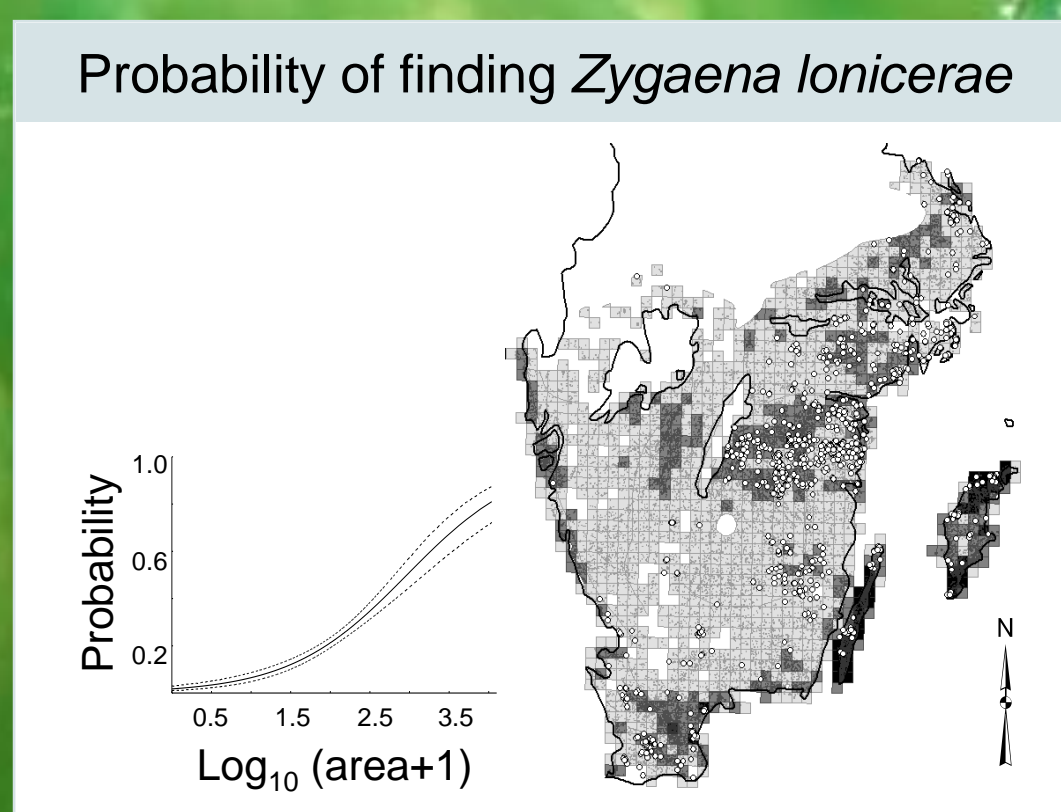 Probability of finding Zygaena lonicerae
N
Probability
1.0
0.6
0.2
0.5 1.5 2.5 3.5
Log₁₀ (area+1)